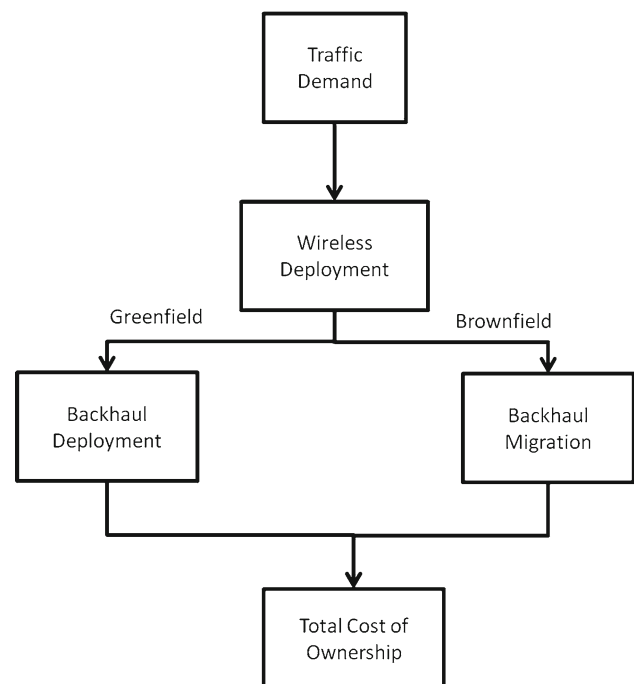 Traffic
Demand
Wireless
Deployment
Greenfield
Brownfield
Backhaul
Deployment
Backhaul
Migration
Total Cost of
Ownership